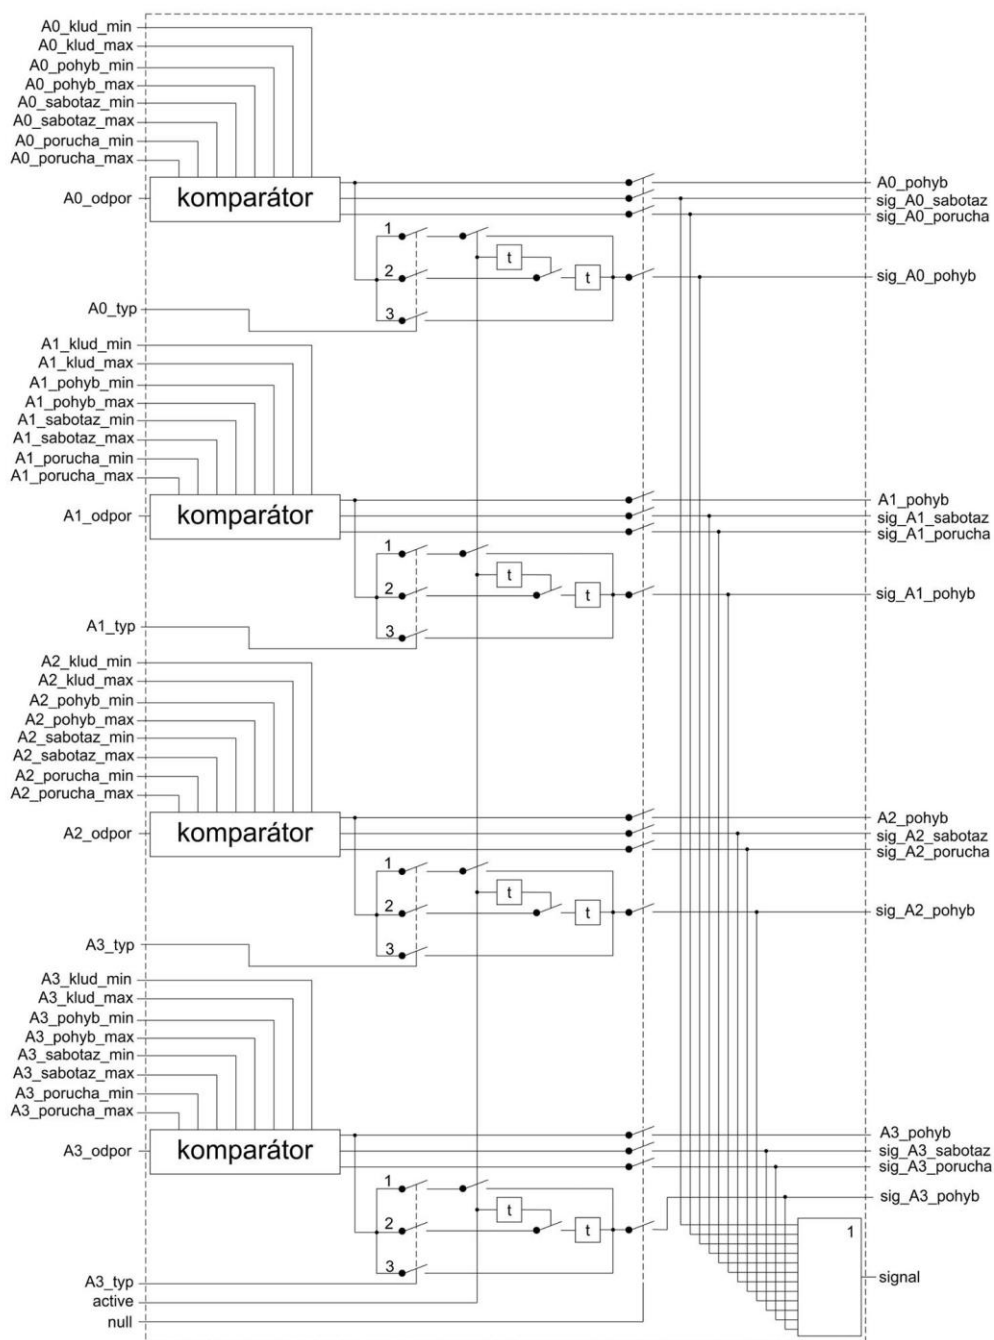 A0_klud_min
A0_klud_max
A0_pohyb_min
A0_pohyb_max
A0_sabotaz_min
A0_sabotaz_max
A0_porucha_min
A0_porucha_max
A0_odpor
komparátor
A0_pohyb
sig_A0_sabotaz
sig_A0_porucha
1
t
2
t
sig_A0_pohyb
A0_typ
3
A1_klud_min
A1_klud_max
A1_pohyb_min
A1_pohyb_max
A1_sabotaz_min
A1_sabotaz_max
A1_porucha_min
A1_porucha_max
A1_odpor
komparátor
A1_pohyb
sig_A1_sabotaz
sig_A1_porucha
1
t
2
t
sig_A1_pohyb
A1_typ
3
A2_klud_min
A2_klud_max
A2_pohyb_min
A2_pohyb_max
A2_sabotaz_min
A2_sabotaz_max
A2_porucha_min
A2_porucha_max
A2_odpor
komparátor
A2_pohyb
sig_A2_sabotaz
sig_A2_porucha
1
t
2
t
sig_A2_pohyb
A3_typ
3
A3_klud_min
A3_klud_max
A3_pohyb_min
A3_pohyb_max
A3_sabotaz_min
A3_sabotaz_max
A3_porucha_min
A3_porucha_max
A3_odpor
komparátor
A3_pohyb
sig_A3_sabotaz
sig_A3_porucha
1
t
2
t
sig_A3_pohyb
1
3
signal
A3_typ
active
null